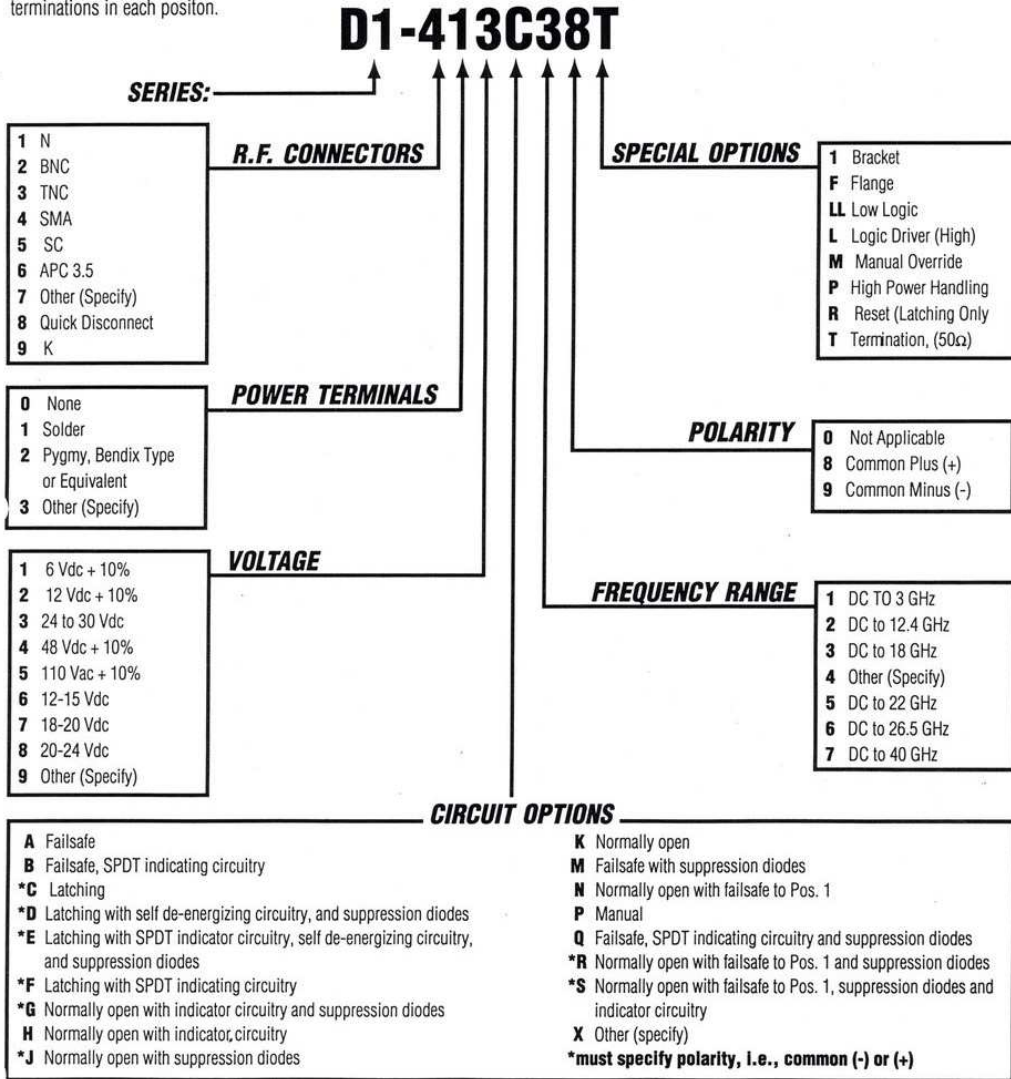 terminations in each positon.
D1-413C38T
SERIES:
R.F. CONNECTORS
1 N
2 BNC
3 TNC
4 SMA
5 SC
6 APC 3.5
7 Other (Specify)
8 Quick Disconnect
9 K
POWER TERMINALS
0 None
1 Solder
2 Pygmy, Bendix Type
or Equivalent
3 Other (Specify)
VOLTAGE
1 6 Vdc + 10%
2 12 Vdc + 10%
3 24 to 30 Vdc
4 48 Vdc + 10%
5 110 Vac + 10%
6 12-15 Vdc
7 18-20 Vdc
8 20-24 Vdc
9 Other (Specify)
SPECIAL OPTIONS
1 Bracket
F Flange
LL Low Logic
L Logic Driver (High)
M Manual Override
P High Power Handling
R Reset (Latching Only
T Termination, (50Ω)
POLARITY
0 Not Applicable
8 Common Plus (+)
9 Common Minus (-)
FREQUENCY RANGE
1 DC TO 3 GHz
2 DC to 12.4 GHz
3 DC to 18 GHz
4 Other (Specify)
5 DC to 22 GHz
6 DC to 26.5 GHz
7 DC to 40 GHz
CIRCUIT OPTIONS
A Failsafe
B Failsafe, SPDT indicating circuitry
*C Latching
*D Latching with self de-energizing circuitry, and suppression diodes
*E Latching with SPDT indicator circuitry, self de-energizing circuitry,
and suppression diodes
*F Latching with SPDT indicating circuitry
*G Normally open with indicator circuitry and suppression diodes
H Normally open with indicator circuitry
*J Normally open with suppression diodes
K Normally open
M Failsafe with suppression diodes
N Normally open with failsafe to Pos. 1
P Manual
Q Failsafe, SPDT indicating circuitry and suppression diodes
*R Normally open with failsafe to Pos. 1 and suppression diodes
*S Normally open with failsafe to Pos. 1, suppression diodes and
indicator circuitry
X Other (specify)
*must specify polarity, i.e., common (-) or (+)